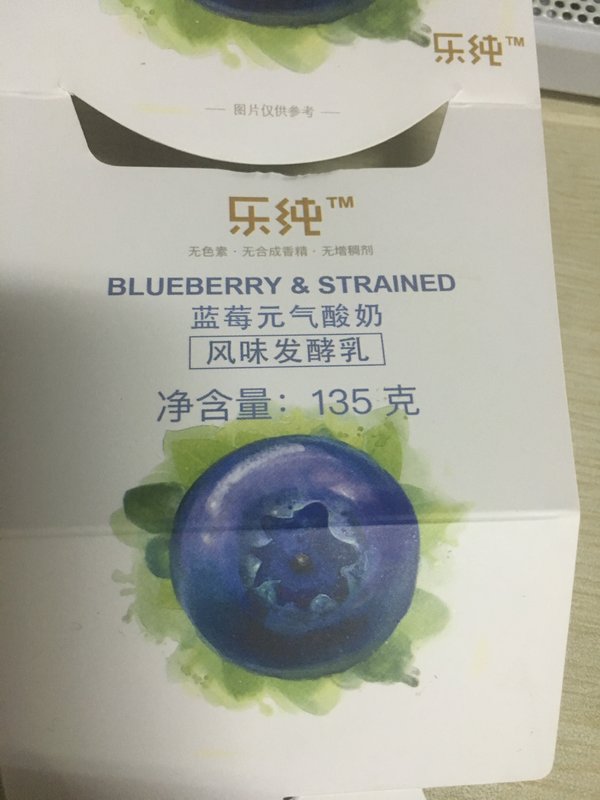 乐纯™
图片仅供参考
乐纯™
无色素·无合成香精·无增稠剂
BLUEBERRY & STRAINED
蓝莓元气酸奶
风味发酵乳
净含量：135 克